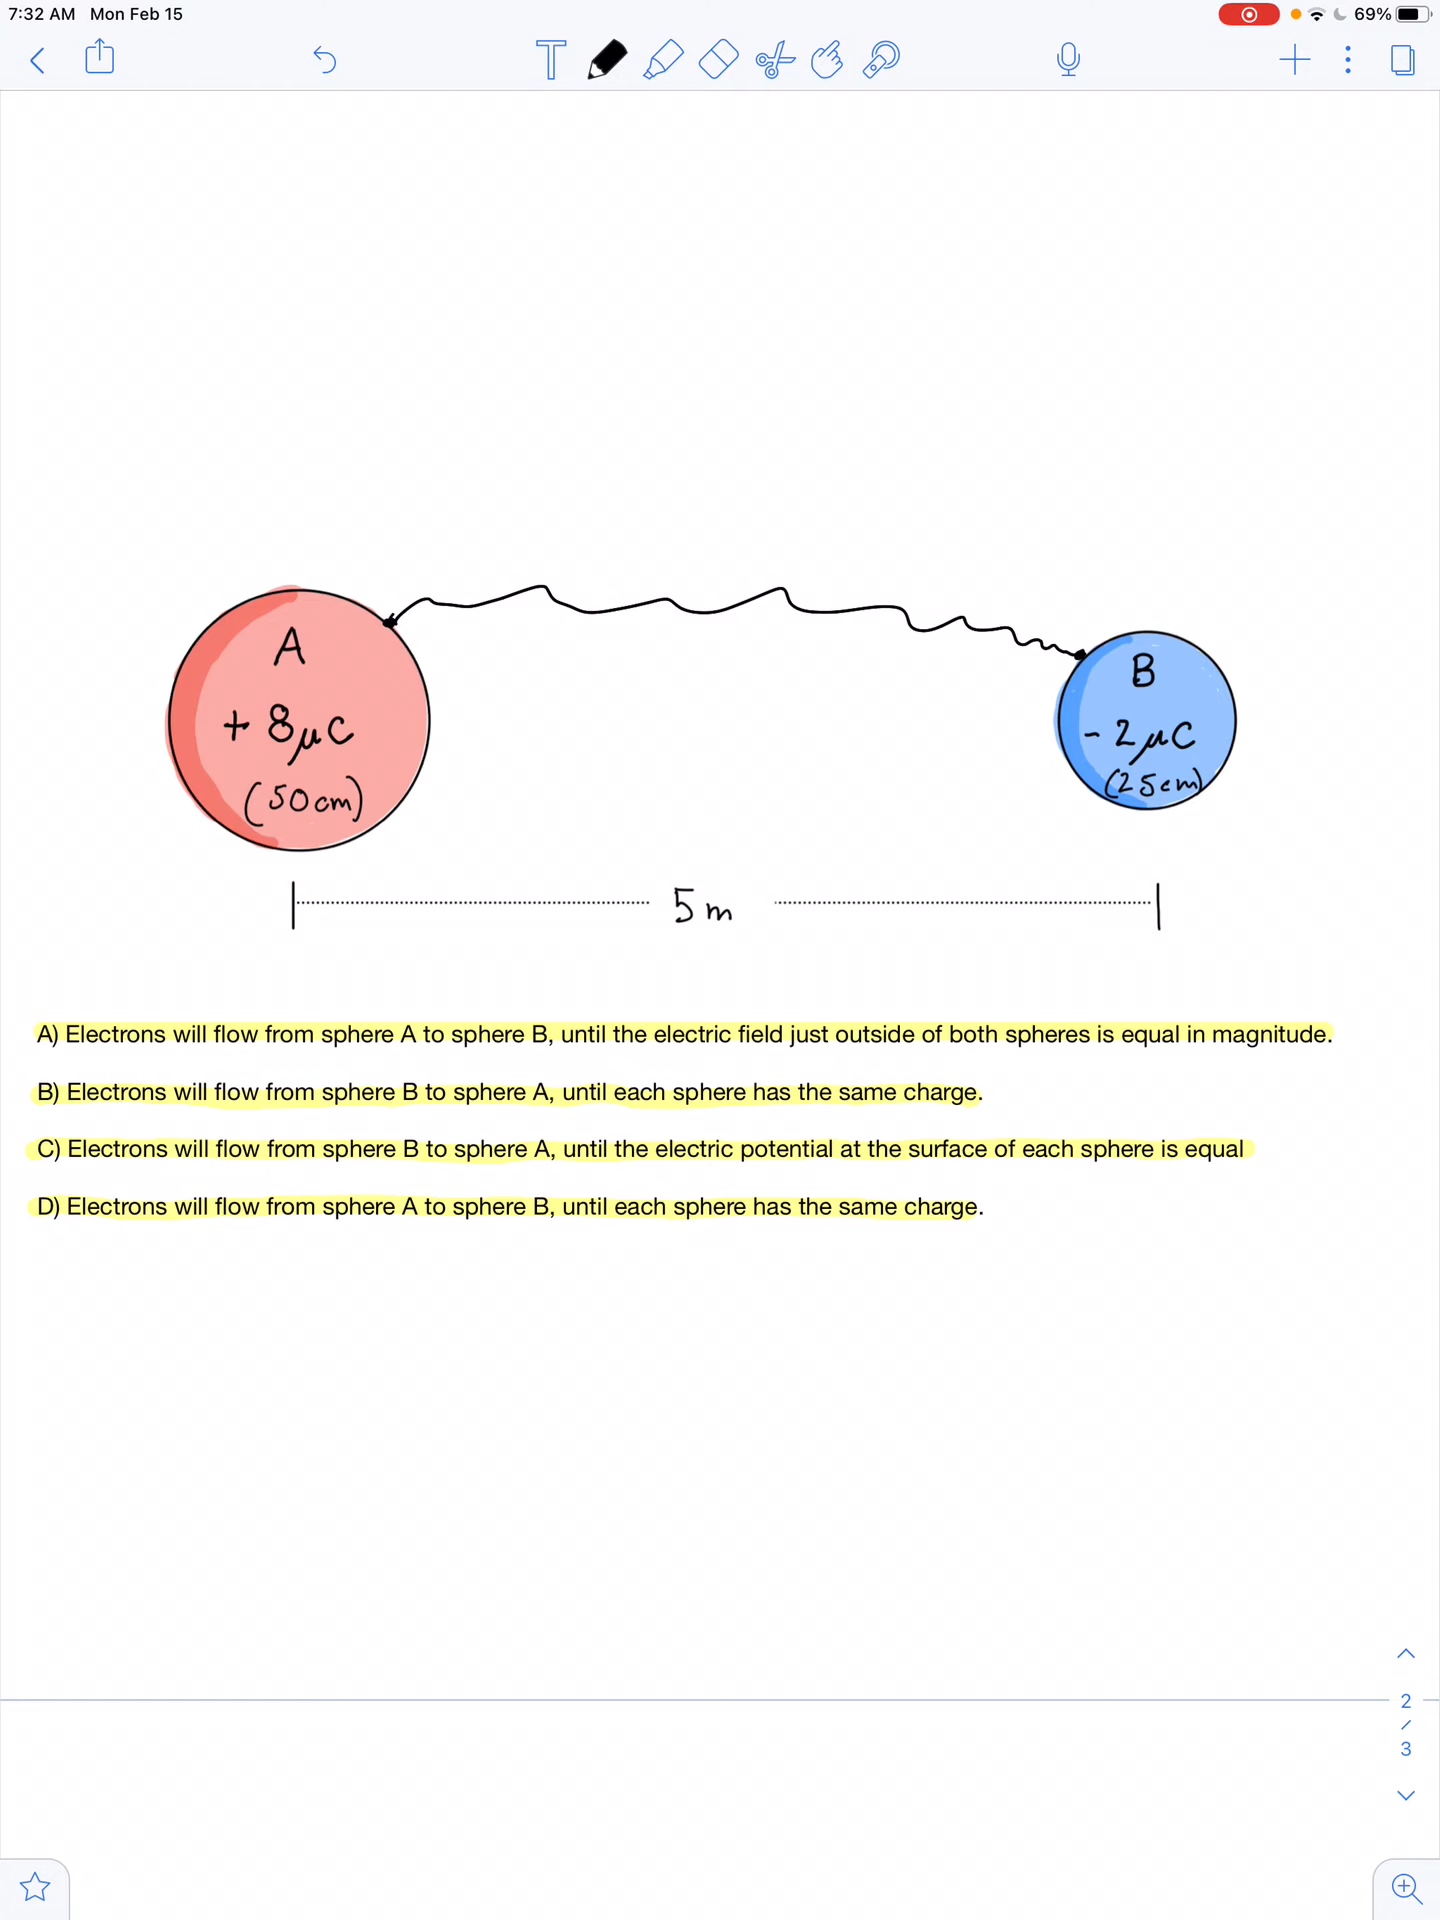 7:32 AM Mon Feb 15 69%
T
A
+ 8μC
(50cm)
B
- 2μC
(25cm)
5 m
A) Electrons will flow from sphere A to sphere B, until the electric field just outside of both spheres is equal in magnitude.
B) Electrons will flow from sphere B to sphere A, until each sphere has the same charge.
C) Electrons will flow from sphere B to sphere A, until the electric potential at the surface of each sphere is equal
D) Electrons will flow from sphere A to sphere B, until each sphere has the same charge.
2
/
3